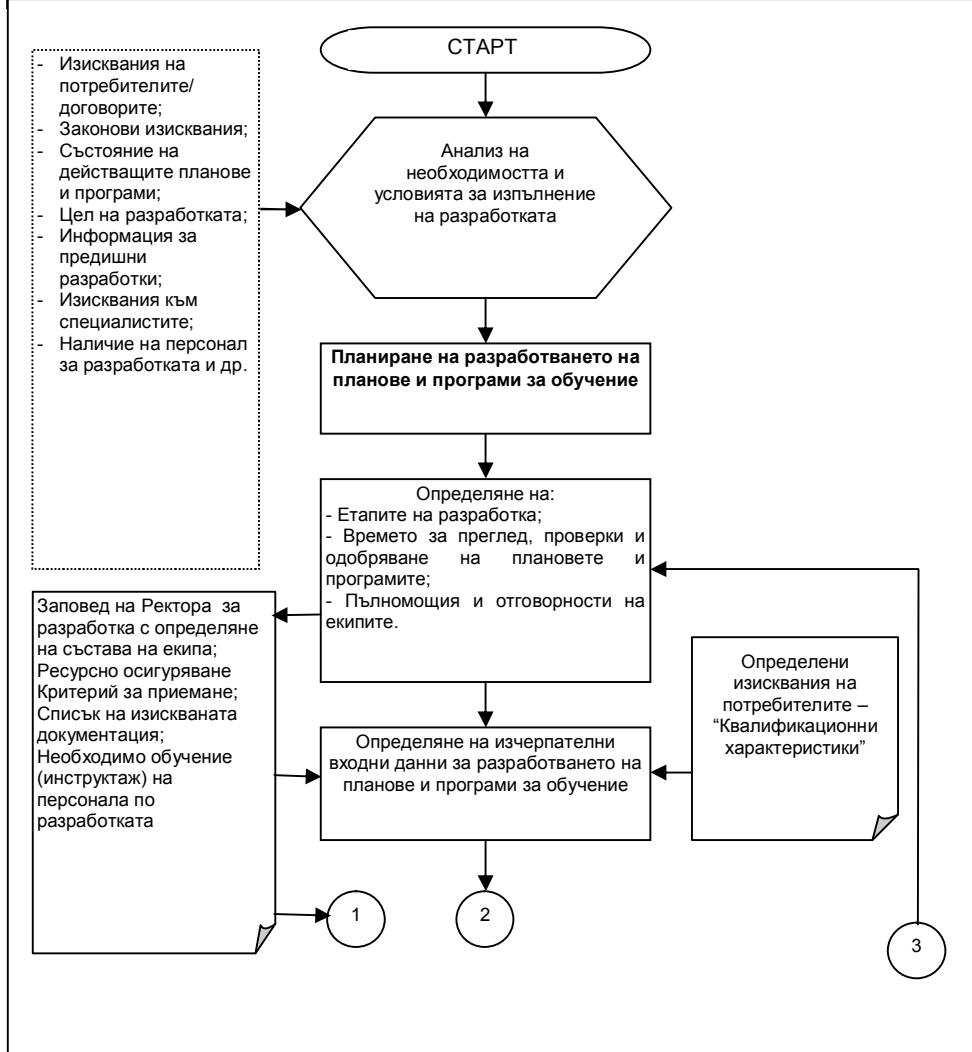 СТАРТ
- Изисквания на
потребителите/
договорите;
- Законови изисквания;
- Състояние на
действащите планове
и програми;
- Цел на разработката;
- Информация за
предишни
разработки;
- Изисквания към
специалистите;
- Наличие на персонал
за разработката и др.
Анализ на
необходимостта и
условията за изпълнение
на разработката
Планиране на разработването на
планове и програми за обучение
Определяне на:
- Етапите на разработка;
- Времето за преглед, проверки и
одобряване на плановете и
програмите;
- Пълномощия и отговорности на
екипите.
Заповед на Ректора за
разработка с определяне
на състава на екипа;
Ресурсно осигуряване
Критерий за приемане;
Списък на изискваната
документация;
Необходимо обучение
(инструктаж) на
персонала по
разработката
Определени
изисквания на
потребителите –
“Квалификационни
характеристики”
Определяне на изчерпателни
входни данни за разработването на
планове и програми за обучение
1
2
3